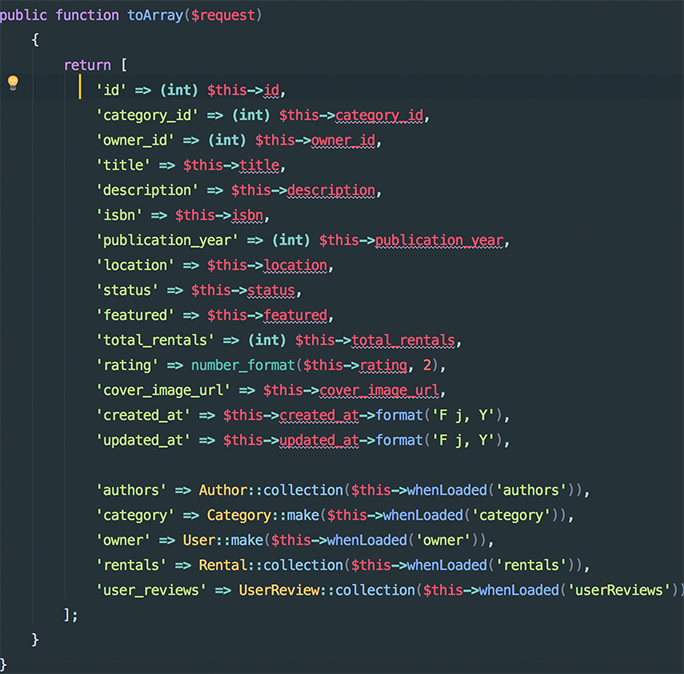 public function toArray($request)
{
return [
'id' => (int) $this->id,
'category_id' => (int) $this->category_id,
'owner_id' => (int) $this->owner_id,
'title' => $this->title,
'description' => $this->description,
'isbn' => $this->isbn,
'publication_year' => (int) $this->publication_year,
'location' => $this->location,
'status' => $this->status,
'featured' => $this->featured,
'total_rentals' => (int) $this->total_rentals,
'rating' => number_format($this->rating, 2),
'cover_image_url' => $this->cover_image_url,
'created_at' => $this->created_at->format('F j, Y'),
'updated_at' => $this->updated_at->format('F j, Y'),
'authors' => Author::collection($this->whenLoaded('authors')),
'category' => Category::make($this->whenLoaded('category')),
'owner' => User::make($this->whenLoaded('owner')),
'rentals' => Rental::collection($this->whenLoaded('rentals')),
'user_reviews' => UserReview::collection($this->whenLoaded('userReviews'))
];
}
}